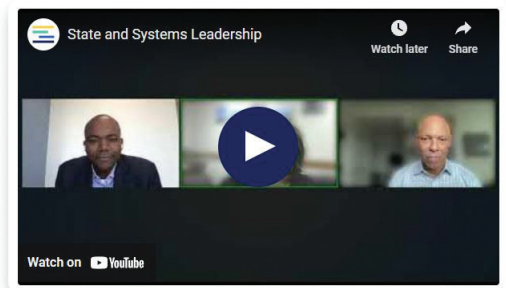 State and Systems Leadership
Watch later
Share
Watch on YouTube